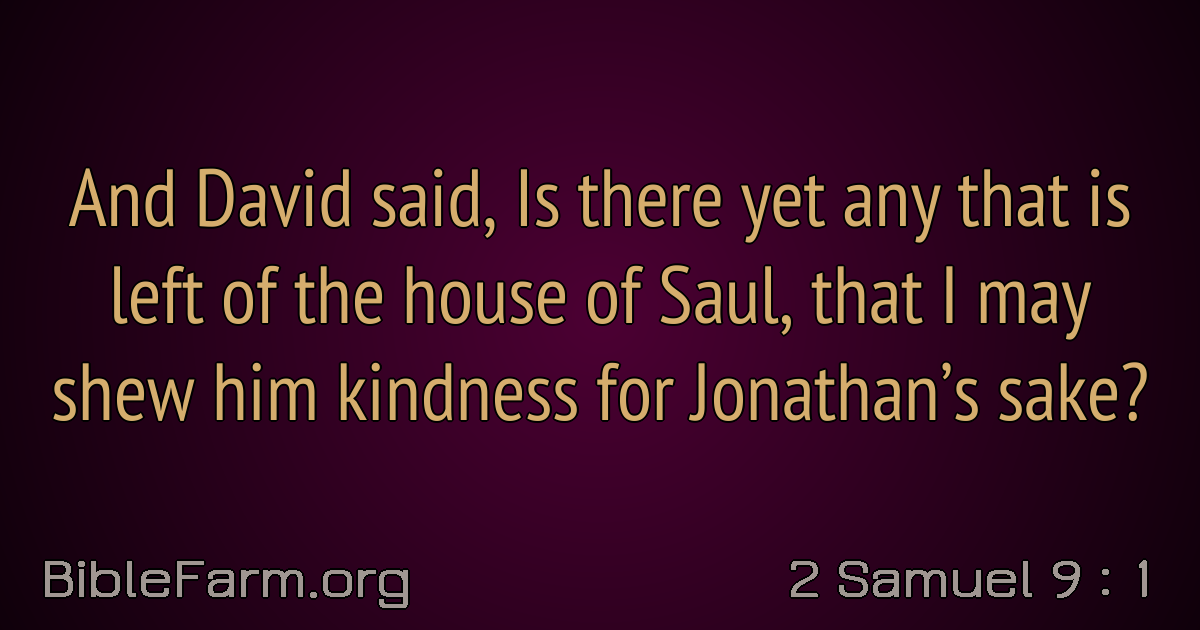 And David said, Is there yet any that is
left of the house of Saul, that I may
shew him kindness for Jonathan’s sake?
BibleFarm.org
2 Samuel 9 : 1